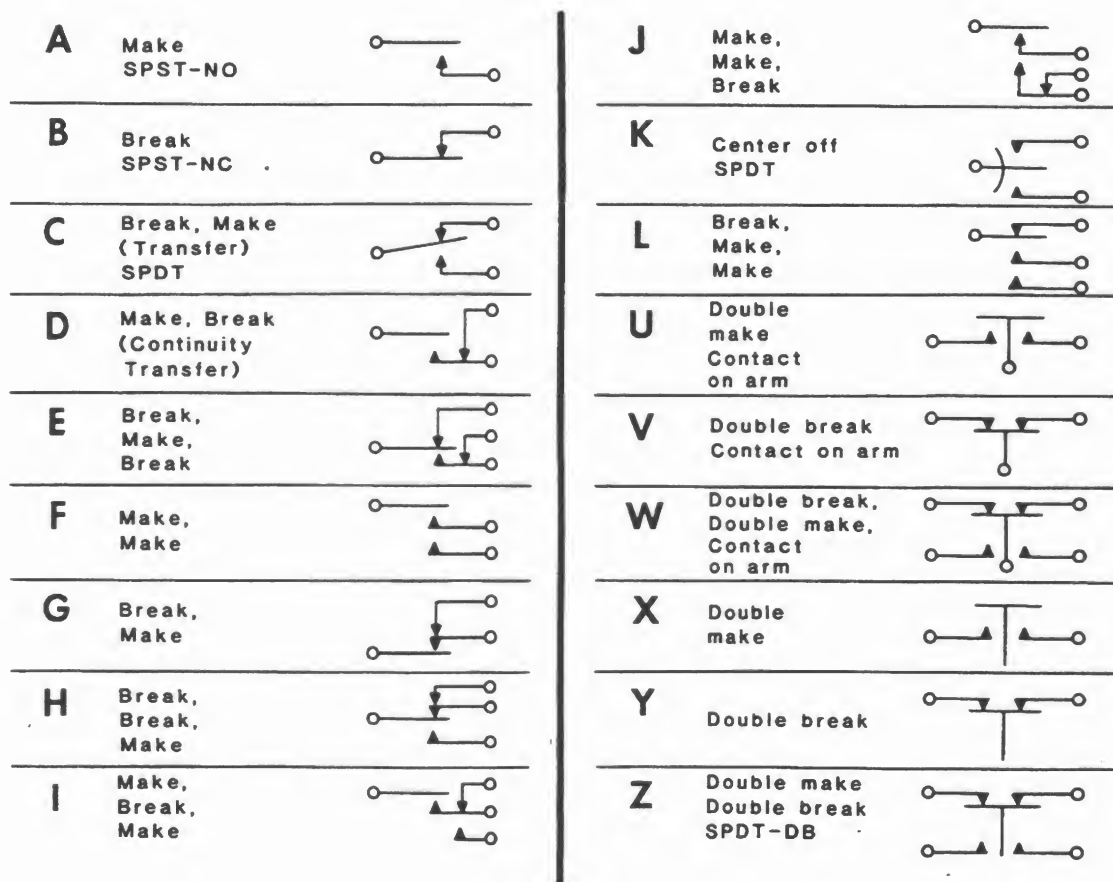 A
Make
SPST-NO
B
Break
SPST-NC
C
Break, Make
(Transfer)
SPDT
D
Make, Break
(Continuity
Transfer)
E
Break,
Make,
Break
F
Make,
Make
G
Break,
Make
H
Break,
Break,
Make
I
Make,
Break,
Make
J
Make,
Make,
Break
K
Center off
SPDT
L
Break,
Make,
Make
U
Double
make
Contact
on arm
V
Double break
Contact on arm
W
Double break,
Double make,
Contact
on arm
X
Double
make
Y
Double break
Z
Double make
Double break
SPDT-DB